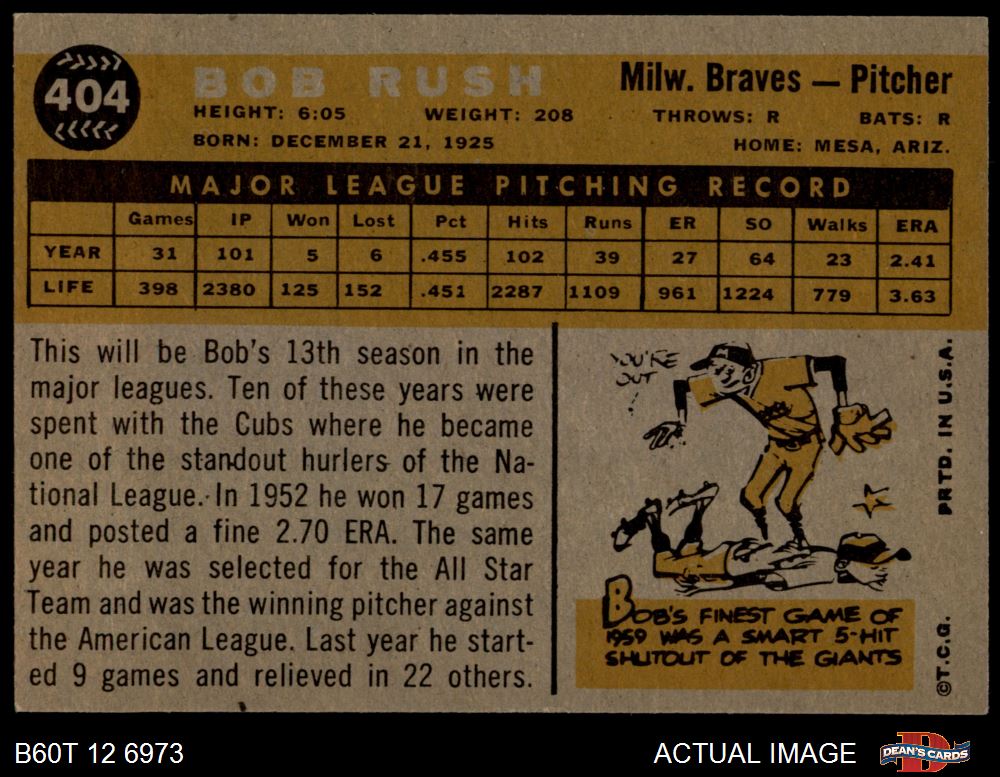 404
BOB RUSH
Milw. Braves — Pitcher
HEIGHT: 6:05 WEIGHT: 208 THROWS: R BATS: R
BORN: DECEMBER 21, 1925 HOME: MESA, ARIZ.
MAJOR LEAGUE PITCHING RECORD
Games IP Won Lost Pct Hits Runs ER SO Walks ERA
YEAR 31 101 5 6 .455 102 39 27 64 23 2.41
LIFE 398 2380 125 152 .451 2287 1109 961 1224 779 3.63
This will be Bob's 13th season in the
major leagues. Ten of these years were
spent with the Cubs where he became
one of the standout hurlers of the Na-
tional League. In 1952 he won 17 games
and posted a fine 2.70 ERA. The same
year he was selected for the All Star
Team and was the winning pitcher against
the American League. Last year he start-
ed 9 games and relieved in 22 others.
YOU'RE
OUT
BOB'S FINEST GAME OF
1959 WAS A SMART 5-HIT
SHUTOUT OF THE GIANTS
©T.C.G. PRTD. IN U.S.A.
B60T 12 6973
ACTUAL IMAGE
DEAN'S CARDS